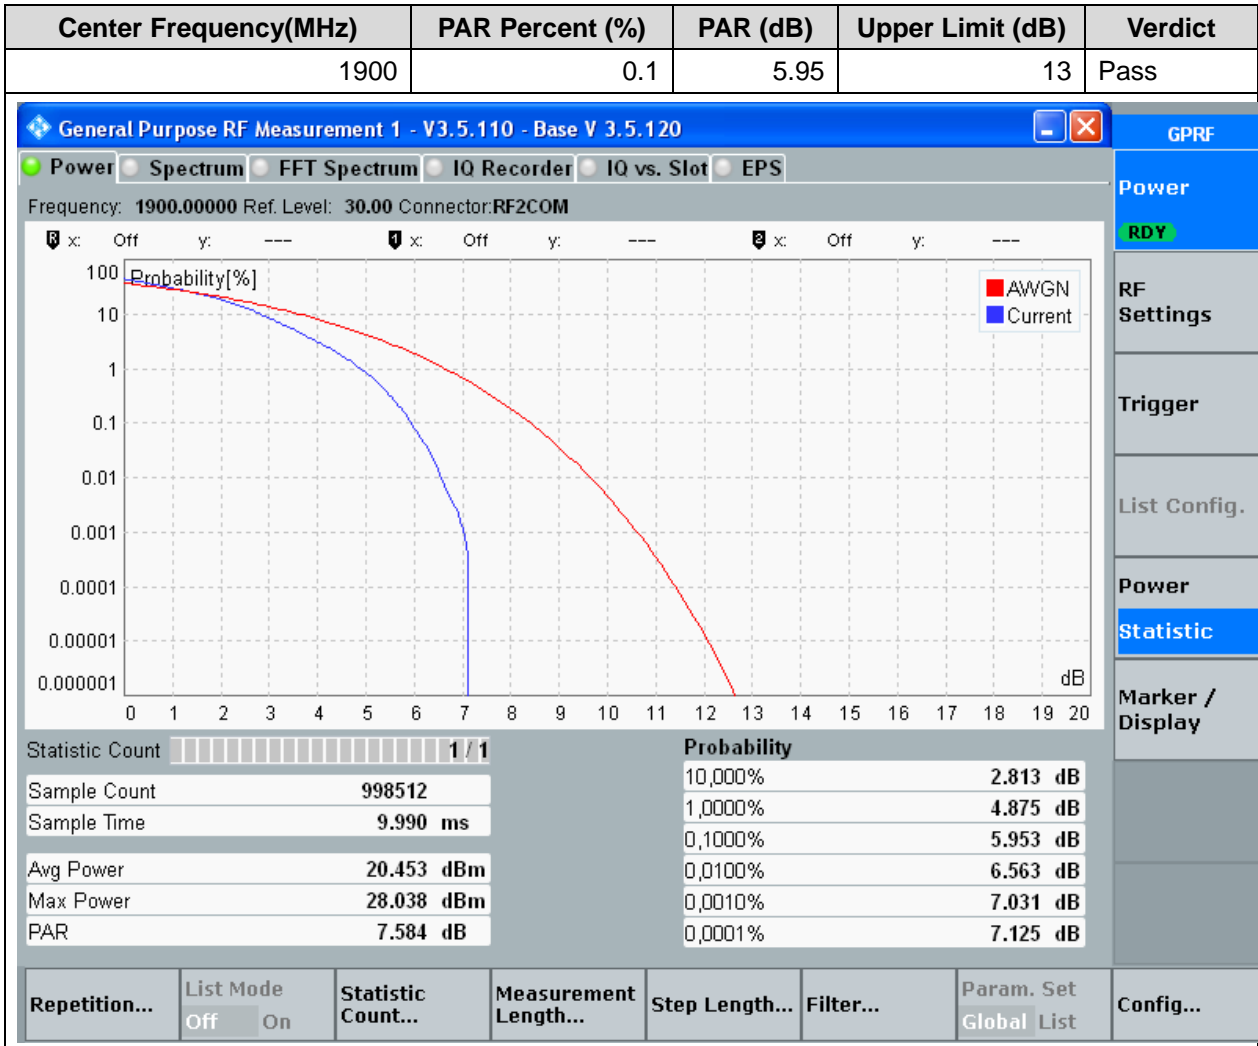 Center Frequency(MHz) PAR Percent (%) PAR (dB) Upper Limit (dB) Verdict
1900 0.1 5.95 13 Pass
General Purpose RF Measurement 1 - V3.5.110 - Base V 3.5.120
GPRF
Power Spectrum FFT Spectrum IQ Recorder IQ vs. Slot EPS
Frequency: 1900.00000 Ref. Level: 30.00 Connector:RF2COM
R x: Off y: --- 1 x: Off y: --- 2 x: Off y: ---
Probability[%]
AWGN
Current
100
10
1
0.1
0.01
0.001
0.0001
0.00001
0.000001
dB
0 1 2 3 4 5 6 7 8 9 10 11 12 13 14 15 16 17 18 19 20
Statistic Count 1 / 1
Sample Count 998512
Sample Time 9.990 ms
Avg Power 20.453 dBm
Max Power 28.038 dBm
PAR 7.584 dB
Probability
10,000% 2.813 dB
1,0000% 4.875 dB
0,1000% 5.953 dB
0,0100% 6.563 dB
0,0010% 7.031 dB
0,0001% 7.125 dB
Power
RDY
RF
Settings
Trigger
List Config.
Power
Statistic
Marker /
Display
Repetition...
List Mode
Off On
Statistic
Count...
Measurement
Length...
Step Length...
Filter...
Param. Set
Global List
Config...